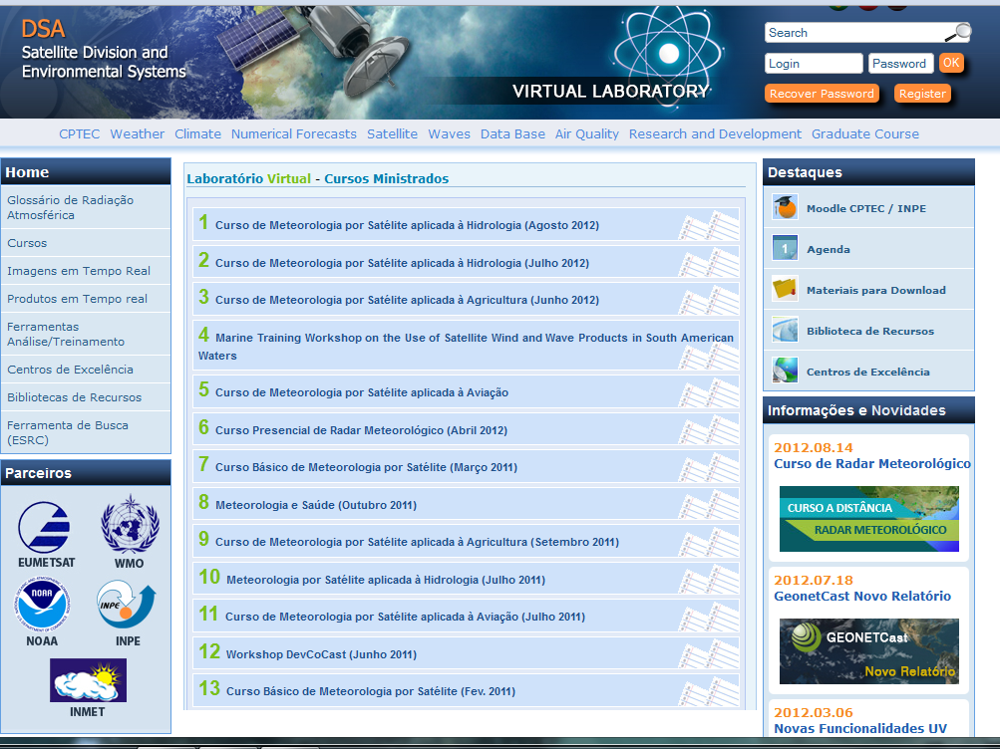 DSA
Satellite Division and
Environmental Systems
VIRTUAL LABORATORY
Search
Login
Password
OK
Recover Password
Register
CPTEC Weather Climate Numerical Forecasts Satellite Waves Data Base Air Quality Research and Development Graduate Course
Home
Glossário de Radiação
Atmosférica
Cursos
Imagens em Tempo Real
Produtos em Tempo real
Ferramentas
Análise/Treinamento
Centros de Excelência
Bibliotecas de Recursos
Ferramenta de Busca
(ESRC)
Parceiros
EUMETSAT
WMO
NOAA
NOAA
INPE
INPE
INMET
Laboratório Virtual - Cursos Ministrados
1 Curso de Meteorologia por Satélite aplicada à Hidrologia (Agosto 2012)
2 Curso de Meteorologia por Satélite aplicada à Hidrologia (Julho 2012)
3 Curso de Meteorologia por Satélite aplicada à Agricultura (Junho 2012)
4 Marine Training Workshop on the Use of Satellite Wind and Wave Products in South American
Waters
5 Curso de Meteorologia por Satélite aplicada à Aviação
6 Curso Presencial de Radar Meteorológico (Abril 2012)
7 Curso Básico de Meteorologia por Satélite (Março 2011)
8 Meteorologia e Saúde (Outubro 2011)
9 Curso de Meteorologia por Satélite aplicada à Agricultura (Setembro 2011)
10 Meteorologia por Satélite aplicada à Hidrologia (Julho 2011)
11 Curso de Meteorologia por Satélite aplicada à Aviação (Julho 2011)
12 Workshop DevCoCast (Junho 2011)
13 Curso Básico de Meteorologia por Satélite (Fev. 2011)
Destaques
Moodle CPTEC / INPE
1
Agenda
Materiais para Download
Biblioteca de Recursos
Centros de Excelência
Informações e Novidades
2012.08.14
Curso de Radar Meteorológico
CURSO A DISTÂNCIA
RADAR METEOROLÓGICO
2012.07.18
GeonetCast Novo Relatório
GEONETCast
Novo Relatório
2012.03.06
Novas Funcionalidades UV